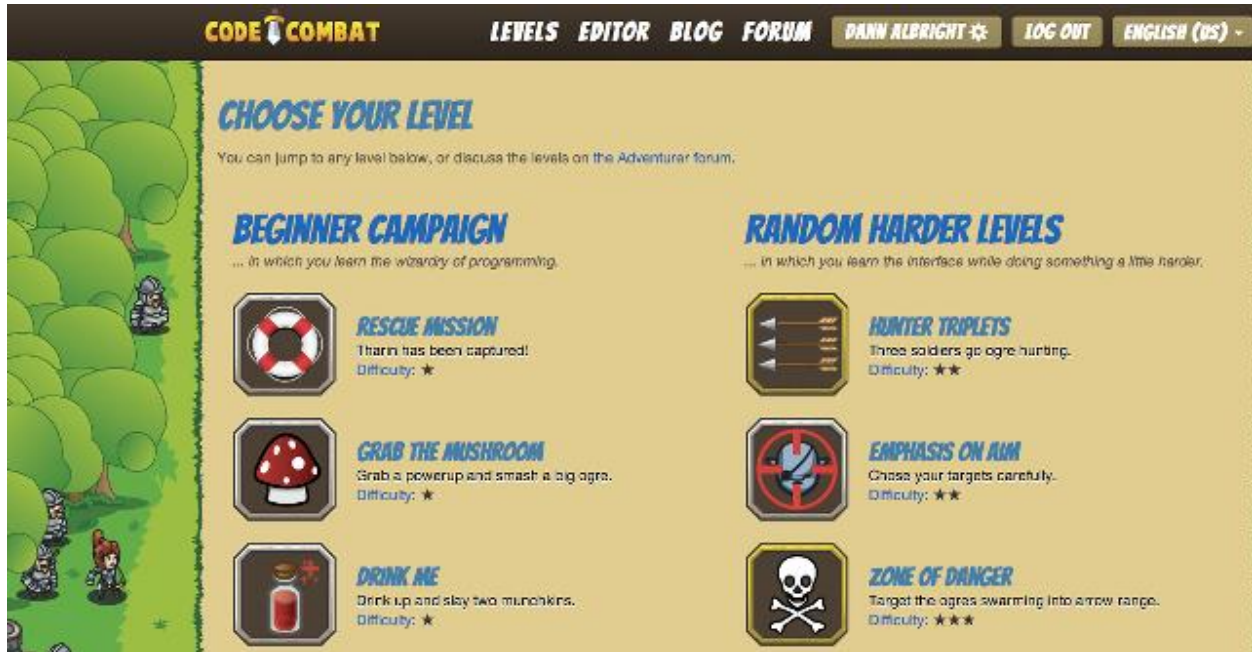 CODE COMBAT
LEVELS EDITOR BLOG FORUM DANN ALBRIGHT LOG OUT ENGLISH (US)
CHOOSE YOUR LEVEL
You can jump to any level below, or discuss the levels on the Adventurer forum.
BEGINNER CAMPAIGN
... in which you learn the wizardry of programming.
RESCUE MISSION
Tharin has been captured!
Difficulty: ★
GRAB THE MUSHROOM
Grab a powerup and smash a big ogre.
Difficulty: ★
DRINK ME
Drink up and slay two munchkins.
Difficulty: ★
RANDOM HARDER LEVELS
... in which you learn the interface while doing something a little harder.
HUNTER TRIPLETS
Three soldiers go ogre hunting.
Difficulty: ★★
EMPHASIS ON AIM
Chose your targets carefully.
Difficulty: ★★
ZONE OF DANGER
Target the ogres swarming into arrow range.
Difficulty: ★★★